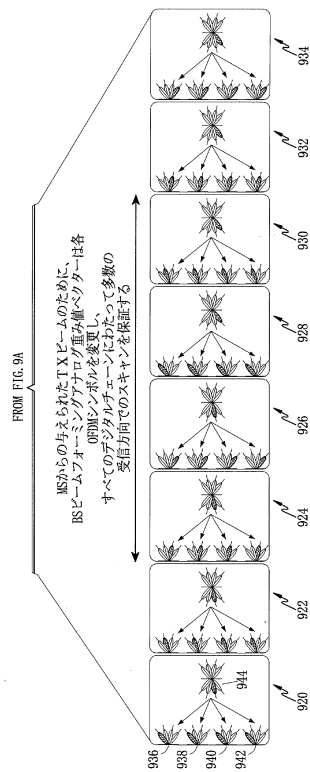 FROM FIG.9A
MSからの与えられたTXビームのために、
BSビームフォーミングアナログ重み値ベクターは各
OFDMシンボルを変更し、
すべてのデジタルチェーンにわたって多数の
受信方向でのスキャンを保証する
936
938
940
942
944
920
922
924
926
928
930
932
934